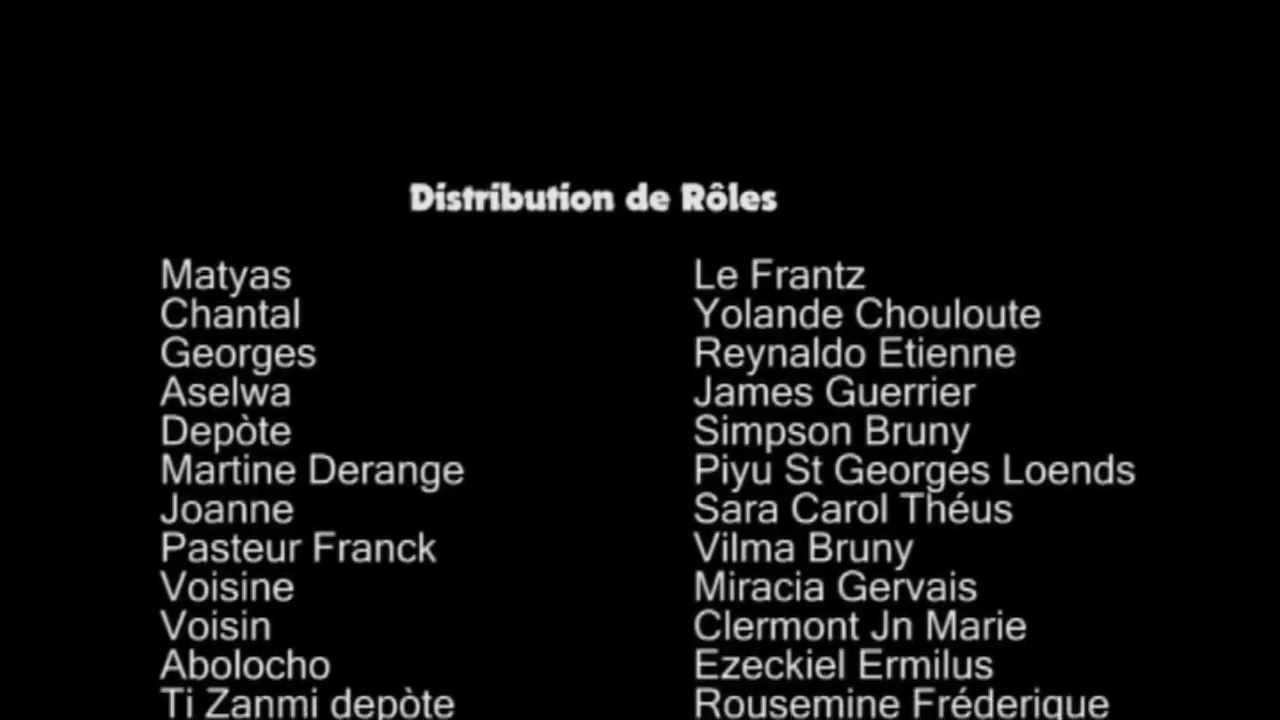 Distribution de Rôles
Matyas Le Frantz
Chantal Yolande Chouloute
Georges Reynaldo Etienne
Aselwa James Guerrier
Depòte Simpson Bruny
Martine Derange Piyu St Georges Loends
Joanne Sara Carol Théus
Pasteur Franck Vilma Bruny
Voisine Miracia Gervais
Voisin Clermont Jn Marie
Abolocho Ezeckiel Ermilus
Ti Zanmi depòte Rousemine Fréderique